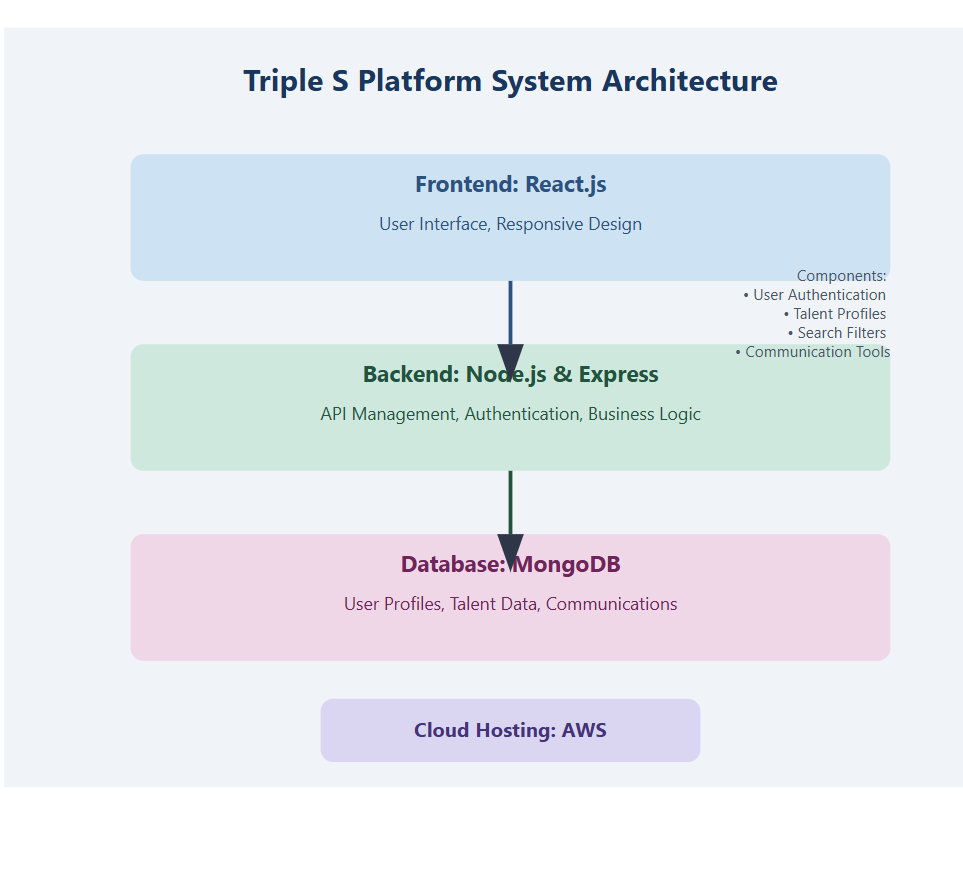 Triple S Platform System Architecture
Frontend: React.js
User Interface, Responsive Design
Components:
• User Authentication
• Talent Profiles
• Search Filters
• Communication Tools
Backend: Node.js & Express
API Management, Authentication, Business Logic
Database: MongoDB
User Profiles, Talent Data, Communications
Cloud Hosting: AWS